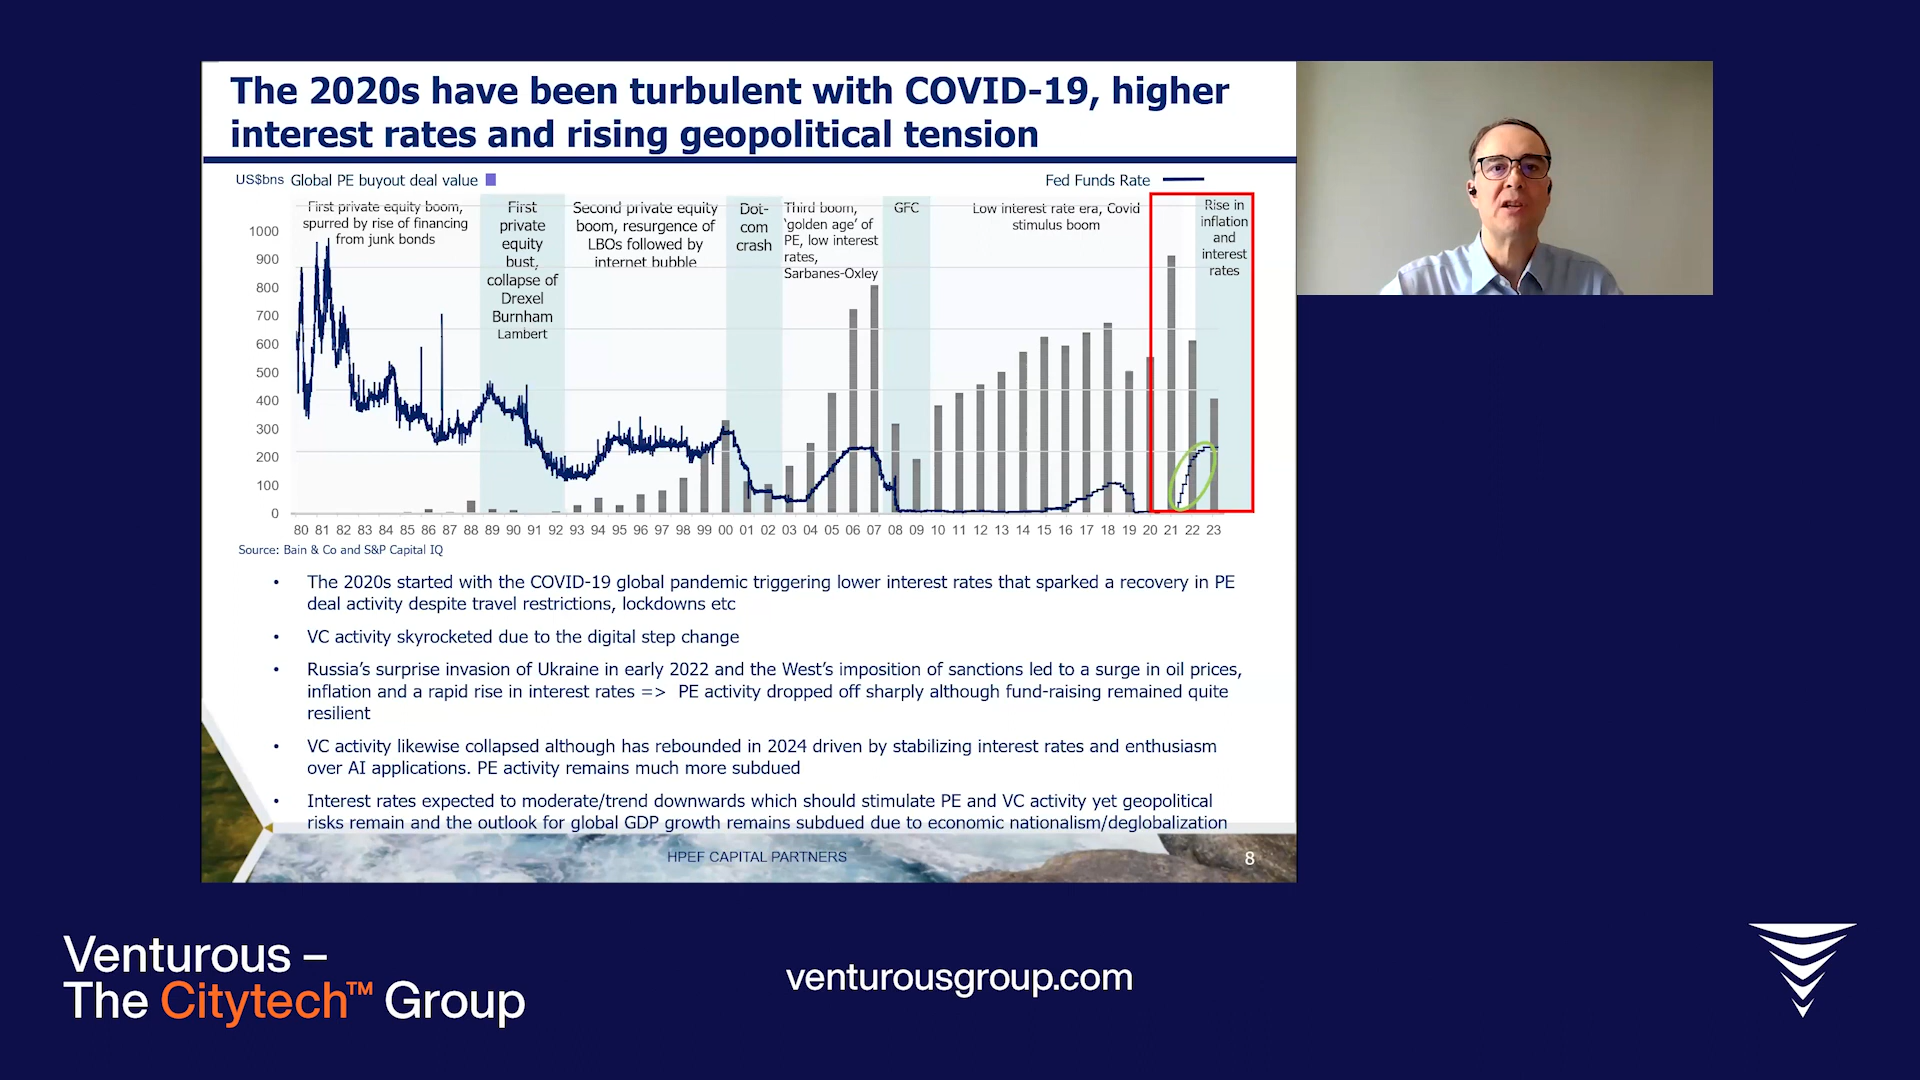 The 2020s have been turbulent with COVID-19, higher
interest rates and rising geopolitical tension
US$bns Global PE buyout deal value
Fed Funds Rate
First private equity boom,
spurred by rise of financing
from junk bonds
First
private
equity
bust,
collapse of
Drexel
Burnham
Lambert
Second private equity
boom, resurgence of
LBOs followed by
internet bubble
Dot-
com
crash
Third boom,
‘golden age’ of
PE, low interest
rates,
Sarbanes-Oxley
GFC
Low interest rate era, Covid
stimulus boom
Rise in
inflation
and
interest
rates
1000
900
800
700
600
500
400
300
200
100
0
80 81 82 83 84 85 86 87 88 89 90 91 92 93 94 95 96 97 98 99 00 01 02 03 04 05 06 07 08 09 10 11 12 13 14 15 16 17 18 19 20 21 22 23
Source: Bain & Co and S&P Capital IQ
• The 2020s started with the COVID-19 global pandemic triggering lower interest rates that sparked a recovery in PE
deal activity despite travel restrictions, lockdowns etc
• VC activity skyrocketed due to the digital step change
• Russia’s surprise invasion of Ukraine in early 2022 and the West’s imposition of sanctions led to a surge in oil prices,
inflation and a rapid rise in interest rates => PE activity dropped off sharply although fund-raising remained quite
resilient
• VC activity likewise collapsed although has rebounded in 2024 driven by stabilizing interest rates and enthusiasm
over AI applications. PE activity remains much more subdued
• Interest rates expected to moderate/trend downwards which should stimulate PE and VC activity yet geopolitical
risks remain and the outlook for global GDP growth remains subdued due to economic nationalism/deglobalization
HPEF CAPITAL PARTNERS
8
Venturous –
The Citytech™ Group
venturousgroup.com